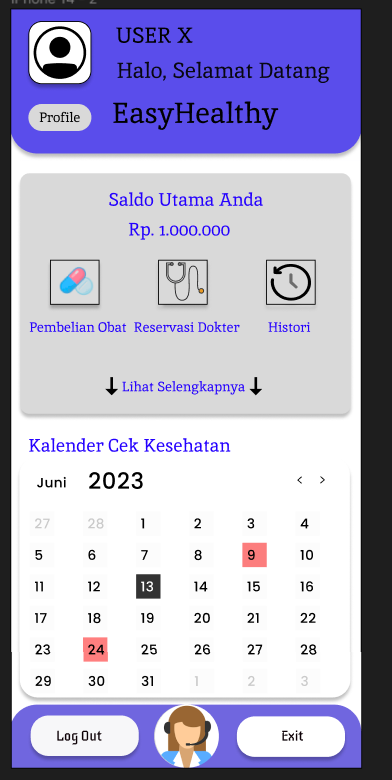 iPhone 14 - 2
USER X
Halo, Selamat Datang
Profile
EasyHealthy
Saldo Utama Anda
Rp. 1.000.000
Pembelian Obat Reservasi Dokter Histori
Lihat Selengkapnya
Kalender Cek Kesehatan
Juni 2023 < >
27 28 1 2 3 4
5 6 7 8 9 10
11 12 13 14 15 16
17 18 19 20 21 22
23 24 25 26 27 28
29 30 31 1 2 3
Log Out Exit